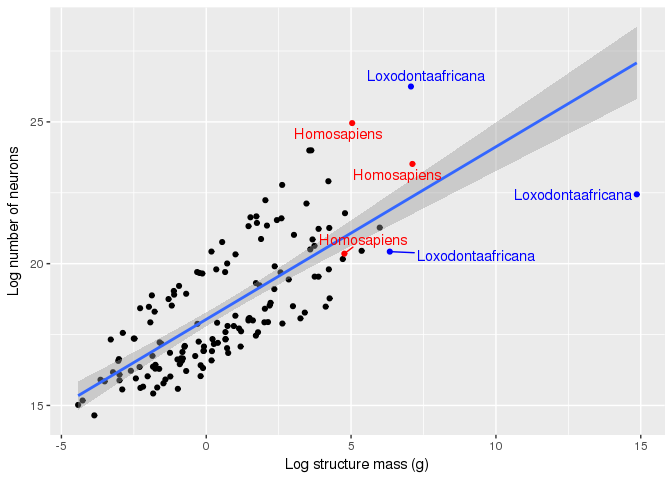 Loxodontaafricana
25
Homosapiens
Homosapiens
Loxodontaafricana
Homosapiens
Loxodontaafricana
20
15
-5
0
5
10
15
Log structure mass (g)
Log number of neurons